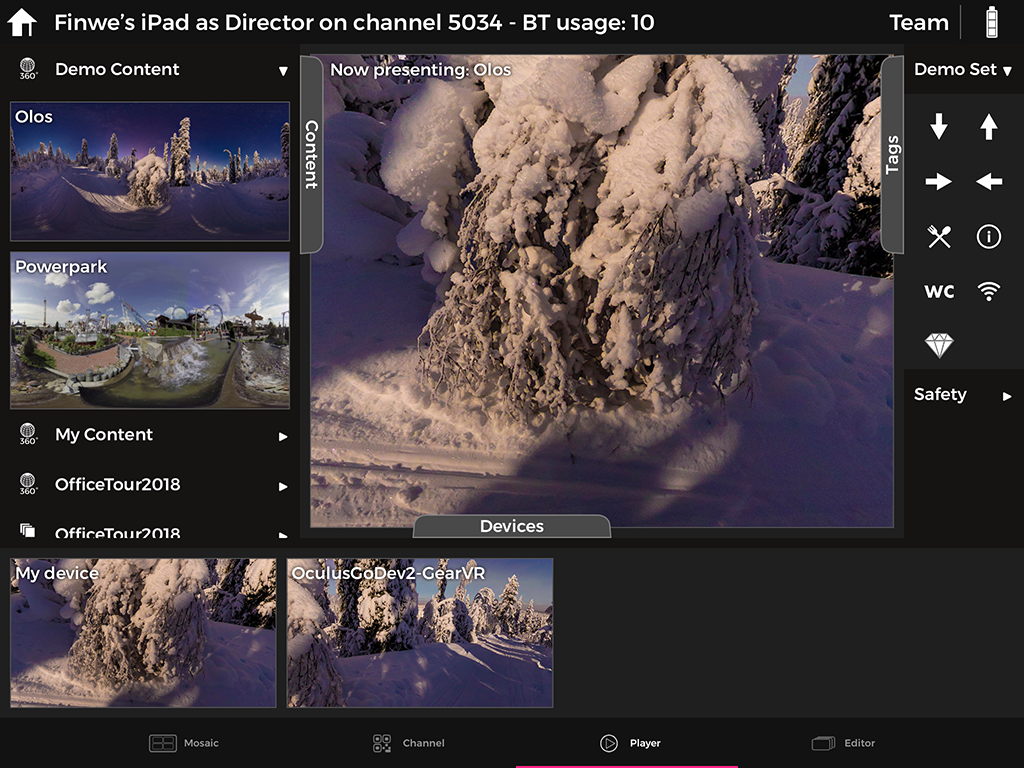 Finwe's iPad as Director on channel 5034 - BT usage: 10
Team
360°
Demo Content
Olos
Powerpark
360°
My Content
360°
OfficeTour2018
OfficeTour2018
Content
Now presenting: Olos
Tags
Devices
Demo Set
WC
Safety
My device
OculusGoDev2-GearVR
Mosaic
Channel
Player
Editor